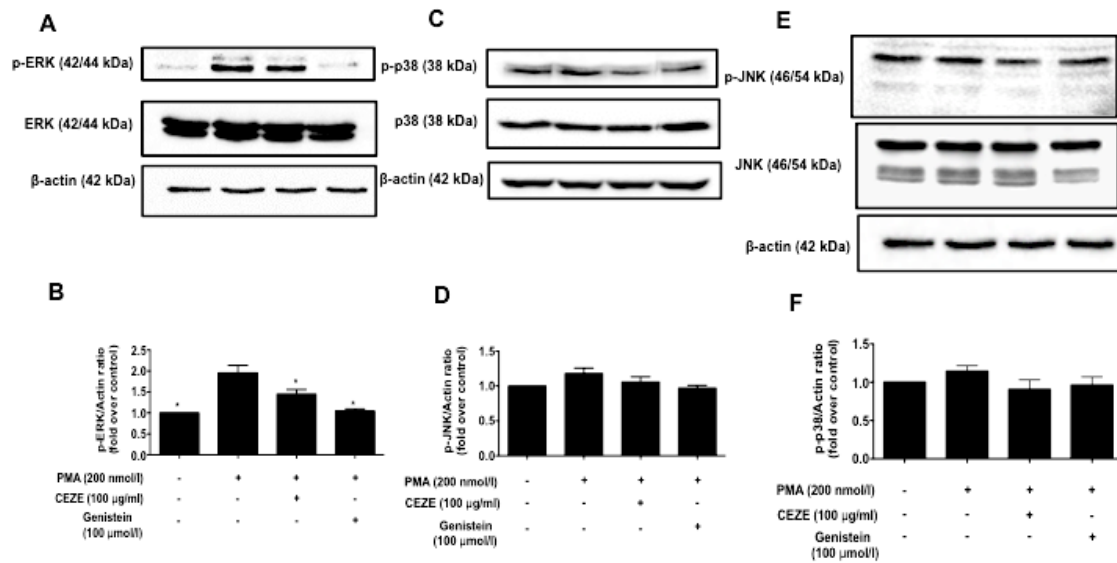 A
p-ERK (42/44 kDa)
ERK (42/44 kDa)
β-actin (42 kDa)
C
p-p38 (38 kDa)
p38 (38 kDa)
β-actin (42 kDa)
E
p-JNK (46/54 kDa)
JNK (46/54 kDa)
β-actin (42 kDa)
B
p-ERK/Actin ratio
(fold over control)
2.5
2.0
1.5
1.0
0.5
0.0
* * *
PMA (200 nmol/l) - + + +
CEZE (100 µg/ml) - - + -
Genistein - - - +
(100 µmol/l)
D
p-JNK/Actin ratio
(fold over control)
1.5
1.0
0.5
0.0
PMA (200 nmol/l) - + + +
CEZE (100 µg/ml) - - + -
Genistein - - - +
(100 µmol/l)
F
p-p38/Actin ratio
(fold over control)
1.5
1.0
0.5
0.0
PMA (200 nmol/l) - + + +
CEZE (100 µg/ml) - - + -
Genistein - - - +
(100 µmol/l)